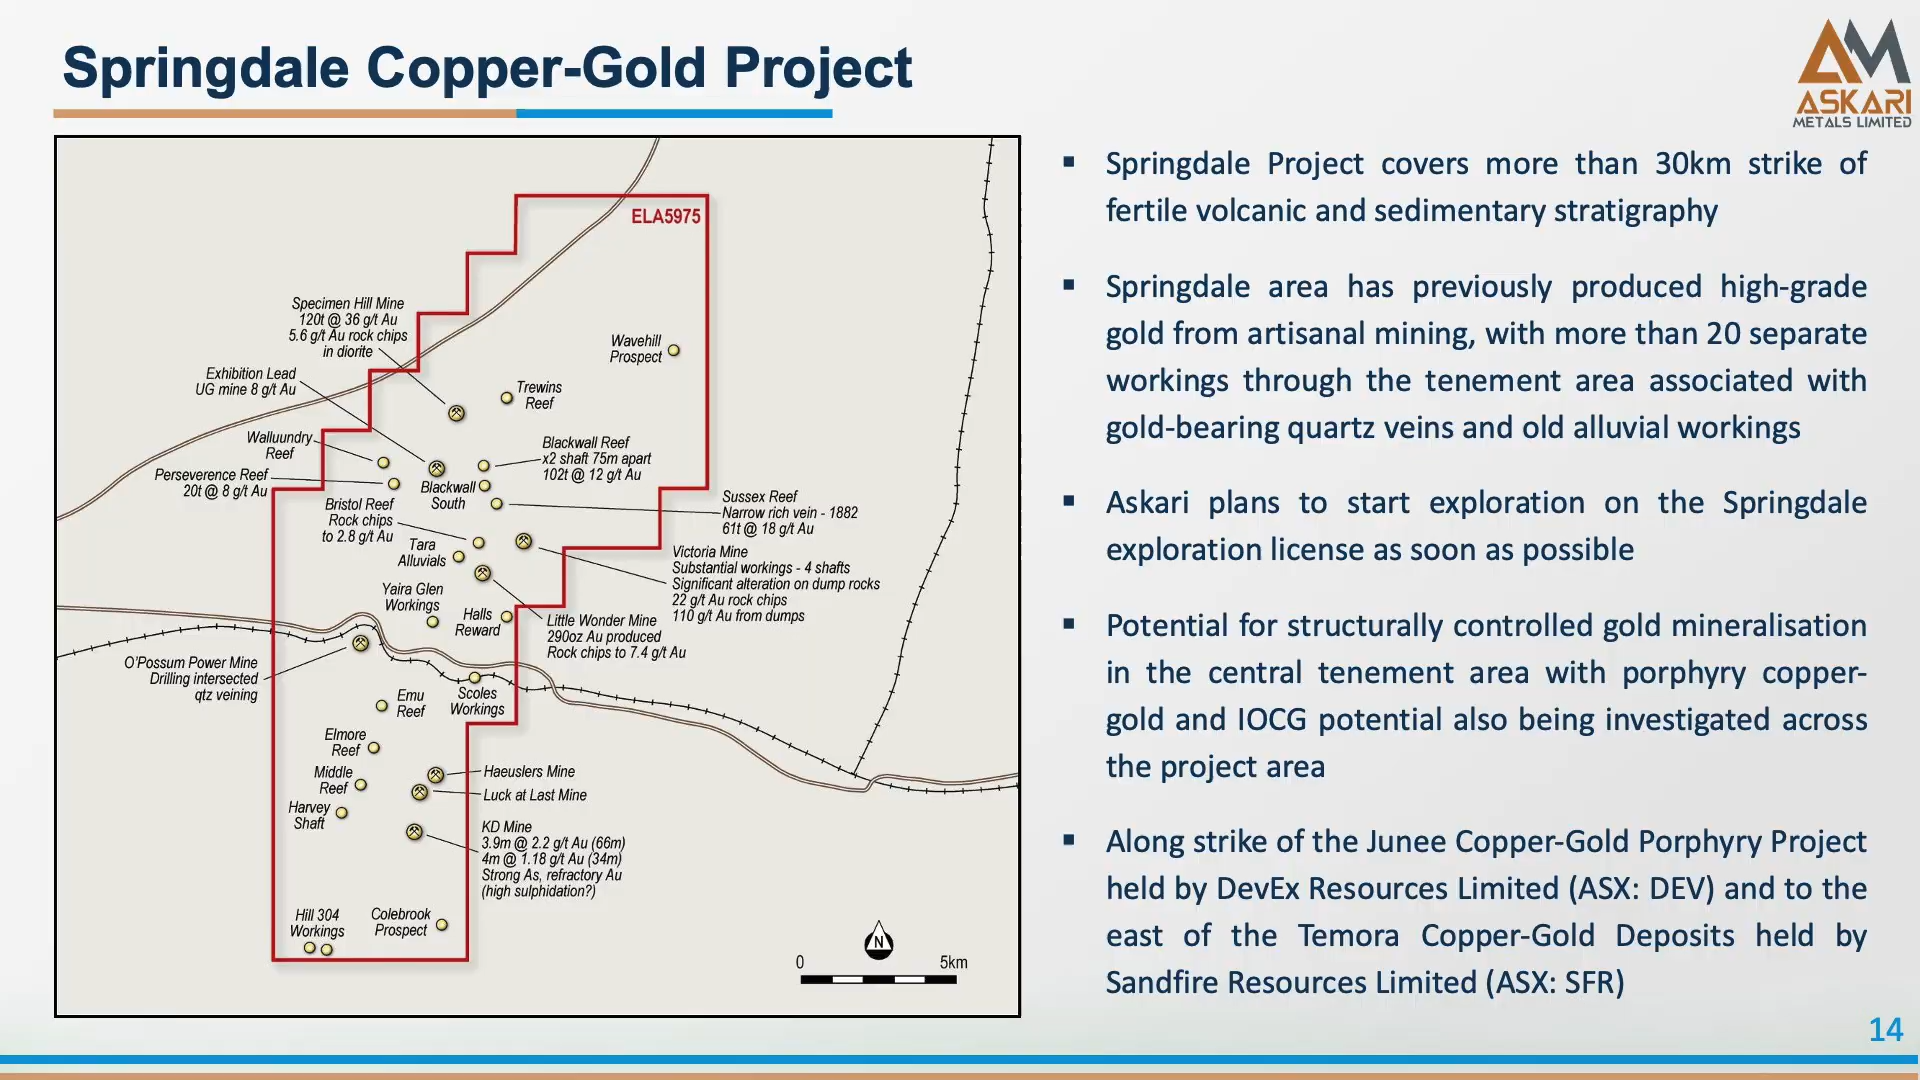 Springdale Copper-Gold Project
AM
ASKARI
METALS LIMITED
ELA5975
Specimen Hill Mine
120t @ 36 g/t Au
5.6 g/t Au rock chips
in diorite
Wavehill
Prospect
Exhibition Lead
UG mine 8 g/t Au
Trewins
Reef
Walluundry
Reef
Blackwall Reef
x2 shaft 75m apart
102t @ 12 g/t Au
Perseverence Reef
20t @ 8 g/t Au
Blackwall
South
Bristol Reef
Rock chips
to 2.8 g/t Au
Sussex Reef
Narrow rich vein - 1882
61t @ 18 g/t Au
Tara
Alluvials
Victoria Mine
Substantial workings - 4 shafts
Significant alteration on dump rocks
22 g/t Au rock chips
110 g/t Au from dumps
Yaira Glen
Workings
Halls
Reward
Little Wonder Mine
290oz Au produced
Rock chips to 7.4 g/t Au
O'Possum Power Mine
Drilling intersected
qtz veining
Scoles
Workings
Emu
Reef
Elmore
Reef
Middle
Reef
Haeuslers Mine
Luck at Last Mine
Harvey
Shaft
KD Mine
3.9m @ 2.2 g/t Au (66m)
4m @ 1.18 g/t Au (34m)
Strong As, refractory Au
(high sulphidation?)
Hill 304
Workings
Colebrook
Prospect
N
0 5km
▪ Springdale Project covers more than 30km strike of
fertile volcanic and sedimentary stratigraphy
▪ Springdale area has previously produced high-grade
gold from artisanal mining, with more than 20 separate
workings through the tenement area associated with
gold-bearing quartz veins and old alluvial workings
▪ Askari plans to start exploration on the Springdale
exploration license as soon as possible
▪ Potential for structurally controlled gold mineralisation
in the central tenement area with porphyry copper-
gold and IOCG potential also being investigated across
the project area
▪ Along strike of the Junee Copper-Gold Porphyry Project
held by DevEx Resources Limited (ASX: DEV) and to the
east of the Temora Copper-Gold Deposits held by
Sandfire Resources Limited (ASX: SFR)
14